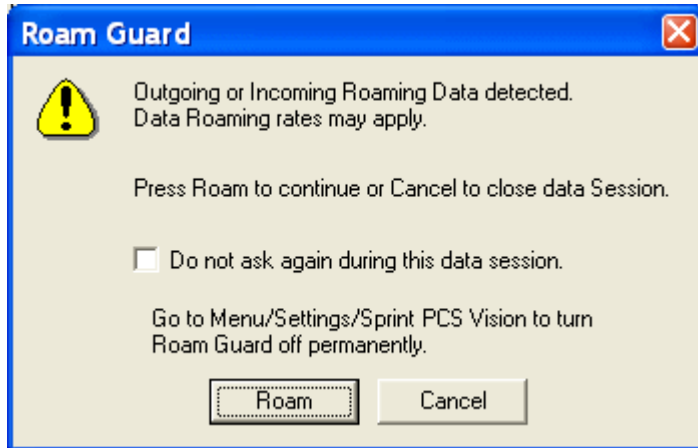 Roam Guard
Outgoing or Incoming Roaming Data detected.
Data Roaming rates may apply.
Press Roam to continue or Cancel to close data Session.
Do not ask again during this data session.
Go to Menu/Settings/Sprint PCS Vision to turn
Roam Guard off permanently.
Roam
Cancel